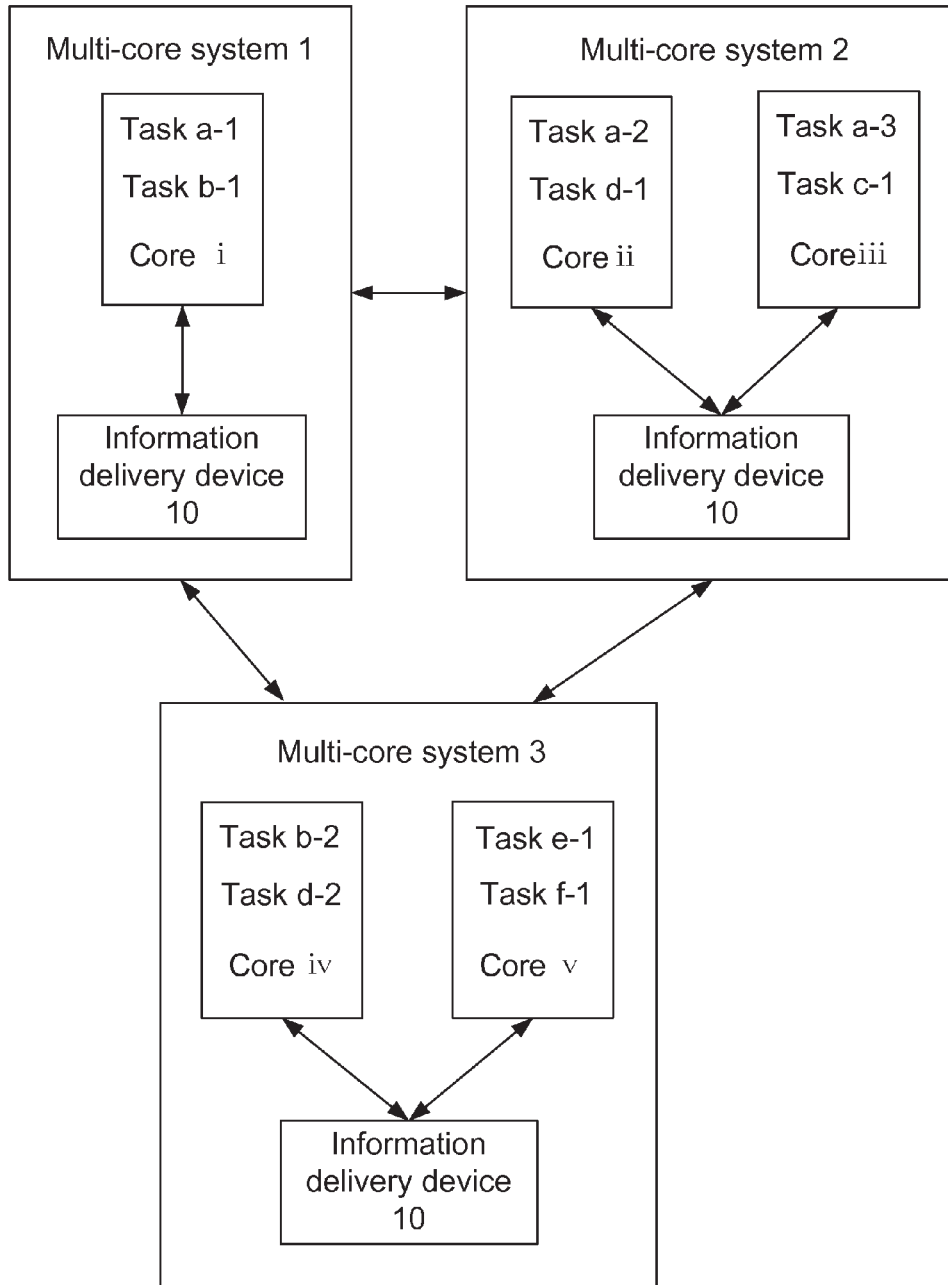 Multi-core system 1
Task a-1
Task b-1
Core i
Information
delivery device
10
Multi-core system 2
Task a-2
Task d-1
Core ii
Task a-3
Task c-1
Coreiii
Information
delivery device
10
Multi-core system 3
Task b-2
Task d-2
Core iv
Task e-1
Task f-1
Core v
Information
delivery device
10